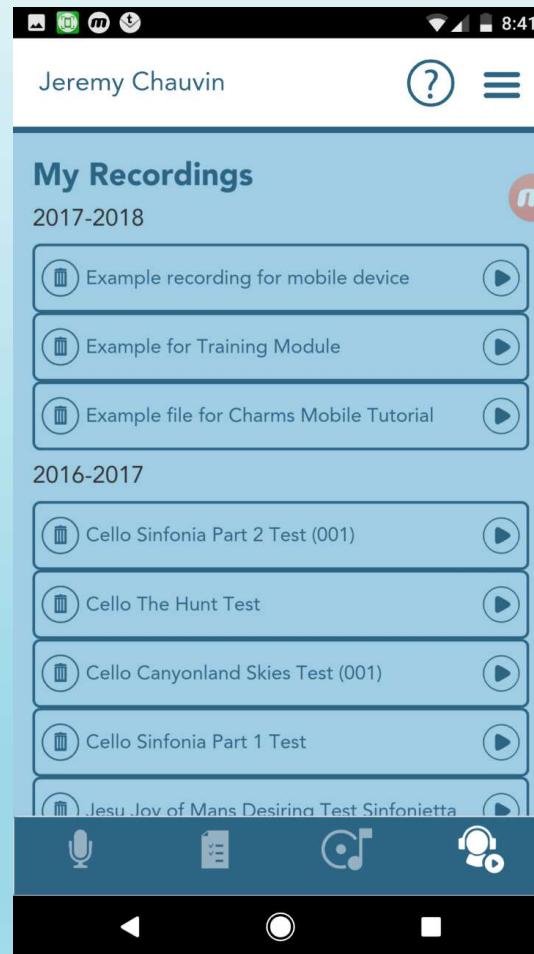 8:41
Jeremy Chauvin
?
My Recordings
2017-2018
Example recording for mobile device
Example for Training Module
Example file for Charms Mobile Tutorial
2016-2017
Cello Sinfonia Part 2 Test (001)
Cello The Hunt Test
Cello Canyonland Skies Test (001)
Cello Sinfonia Part 1 Test
Jesu Joy of Mans Desiring Test Sinfonietta